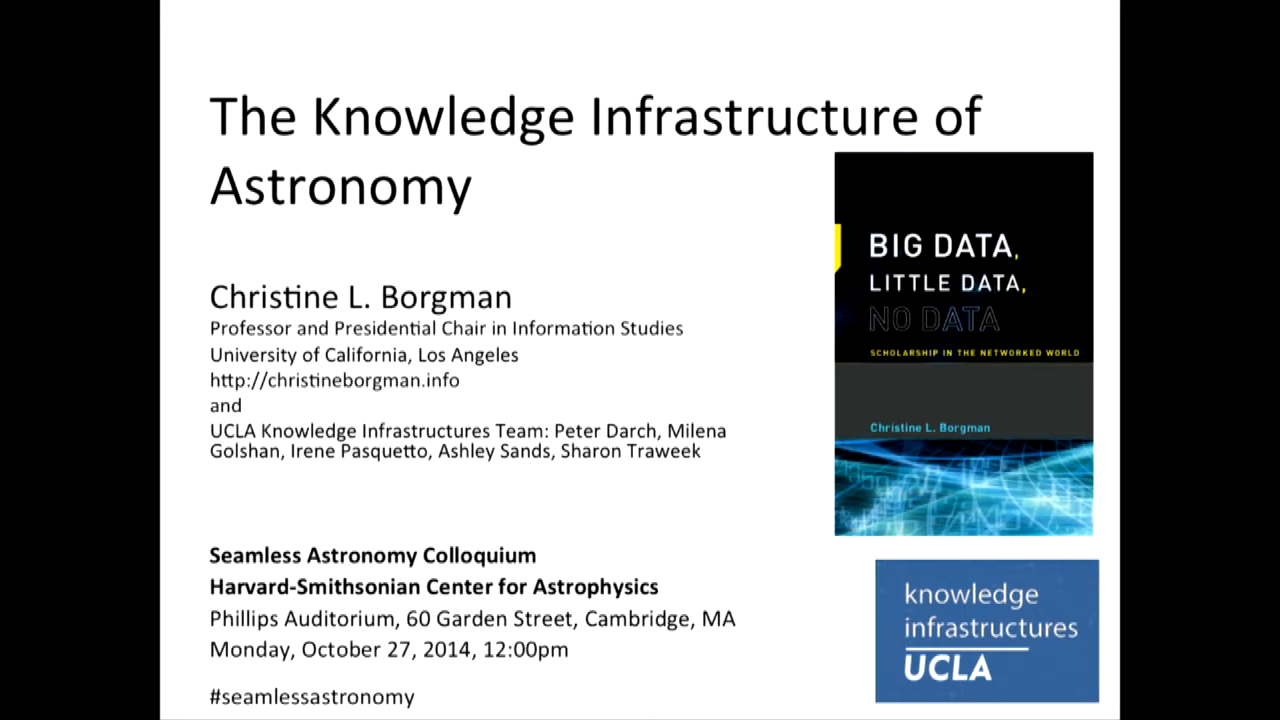 The Knowledge Infrastructure of
Astronomy
Christine L. Borgman
Professor and Presidential Chair in Information Studies
University of California, Los Angeles
http://christineborgman.info
and
UCLA Knowledge Infrastructures Team: Peter Darch, Milena
Golshan, Irene Pasquetto, Ashley Sands, Sharon Traweek
Seamless Astronomy Colloquium
Harvard-Smithsonian Center for Astrophysics
Phillips Auditorium, 60 Garden Street, Cambridge, MA
Monday, October 27, 2014, 12:00pm
#seamlessastronomy
BIG DATA,
LITTLE DATA,
NO DATA
SCHOLARSHIP IN THE NETWORKED WORLD
Christine L. Borgman
knowledge
infrastructures
UCLA